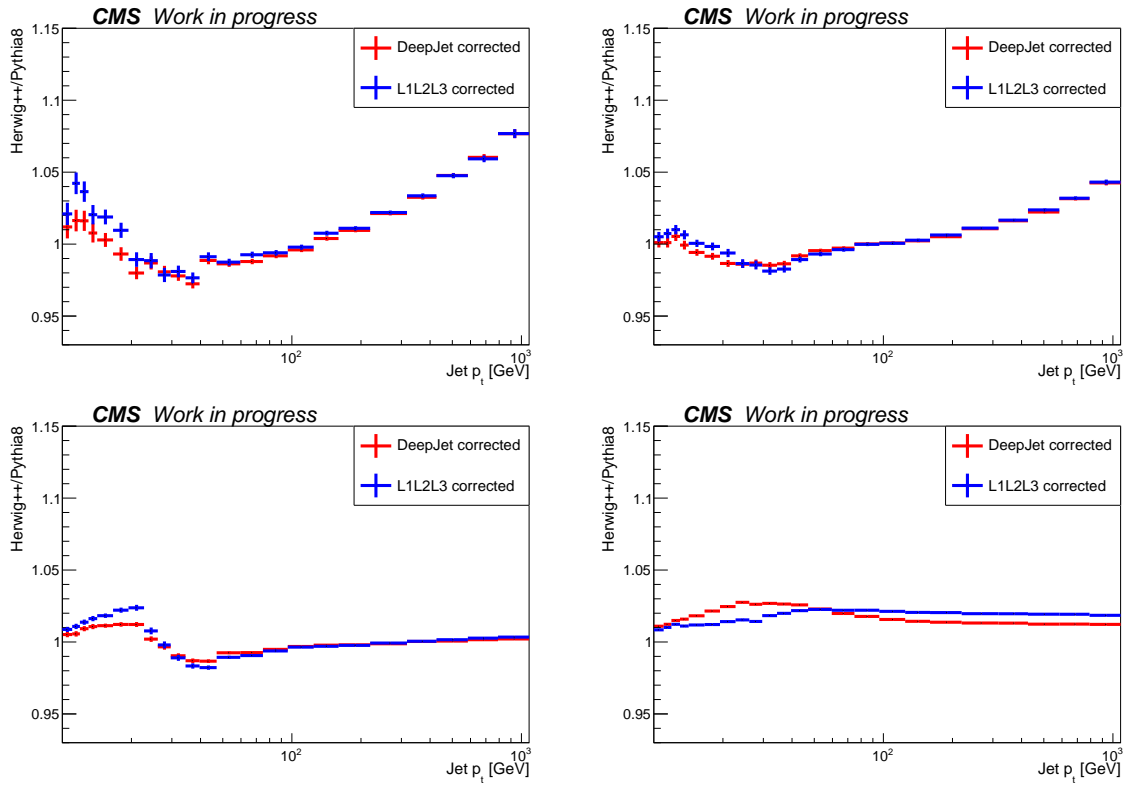 CMS Work in progress
Herwig++/Pythia8
1.15
1.1
1.05
1
0.95
DeepJet corrected
L1L2L3 corrected
10²
10³
Jet pₜ [GeV]
CMS Work in progress
Herwig++/Pythia8
1.15
1.1
1.05
1
0.95
DeepJet corrected
L1L2L3 corrected
10²
10³
Jet pₜ [GeV]
CMS Work in progress
Herwig++/Pythia8
1.15
1.1
1.05
1
0.95
DeepJet corrected
L1L2L3 corrected
10²
10³
Jet pₜ [GeV]
CMS Work in progress
Herwig++/Pythia8
1.15
1.1
1.05
1
0.95
DeepJet corrected
L1L2L3 corrected
10²
10³
Jet pₜ [GeV]